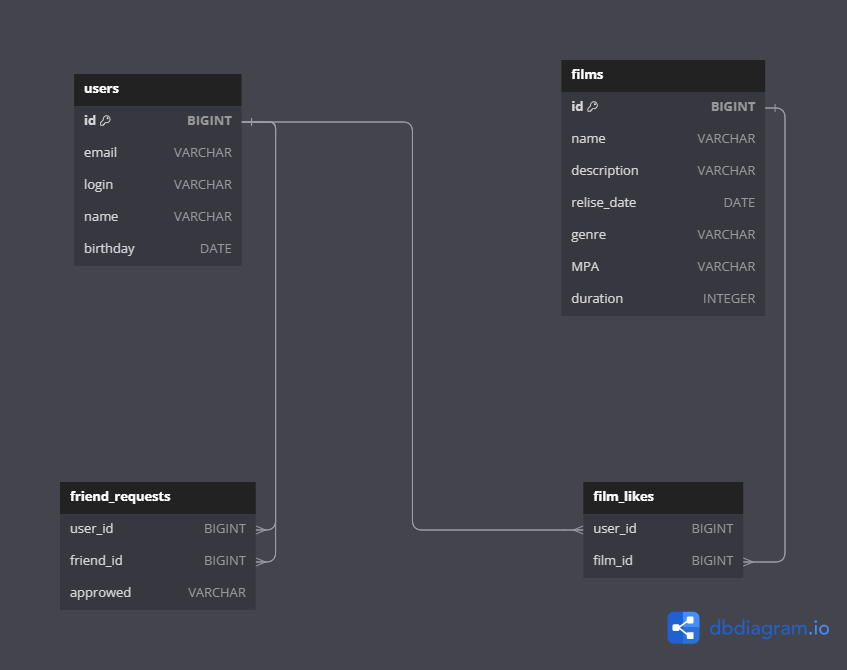 users
id BIGINT
email VARCHAR
login VARCHAR
name VARCHAR
birthday DATE
films
id BIGINT
name VARCHAR
description VARCHAR
relise_date DATE
genre VARCHAR
MPA VARCHAR
duration INTEGER
friend_requests
user_id BIGINT
friend_id BIGINT
approwed VARCHAR
film_likes
user_id BIGINT
film_id BIGINT
dbdiagram.io